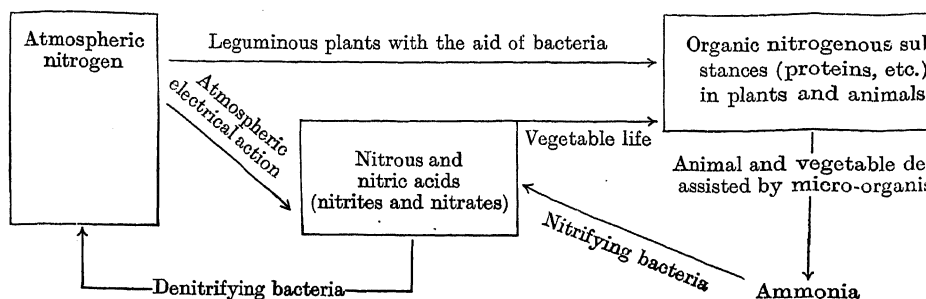 Atmospheric
nitrogen
Leguminous plants with the aid of bacteria
Organic nitrogenous sub
stances (proteins, etc.)
in plants and animals
Atmospheric
electrical action
Vegetable life
Nitrous and
nitric acids
(nitrites and nitrates)
Animal and vegetable de
assisted by micro-organis
Nitrifying bacteria
Denitrifying bacteria
Ammonia